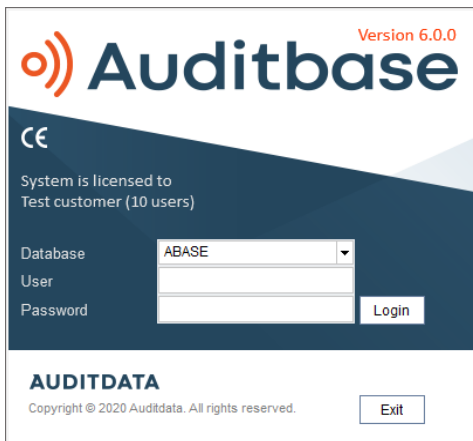 Version 6.0.0
Auditbase
CE
System is licensed to
Test customer (10 users)
Database ABASE
User
Password Login
AUDITDATA
Copyright © 2020 Auditdata. All rights reserved. Exit